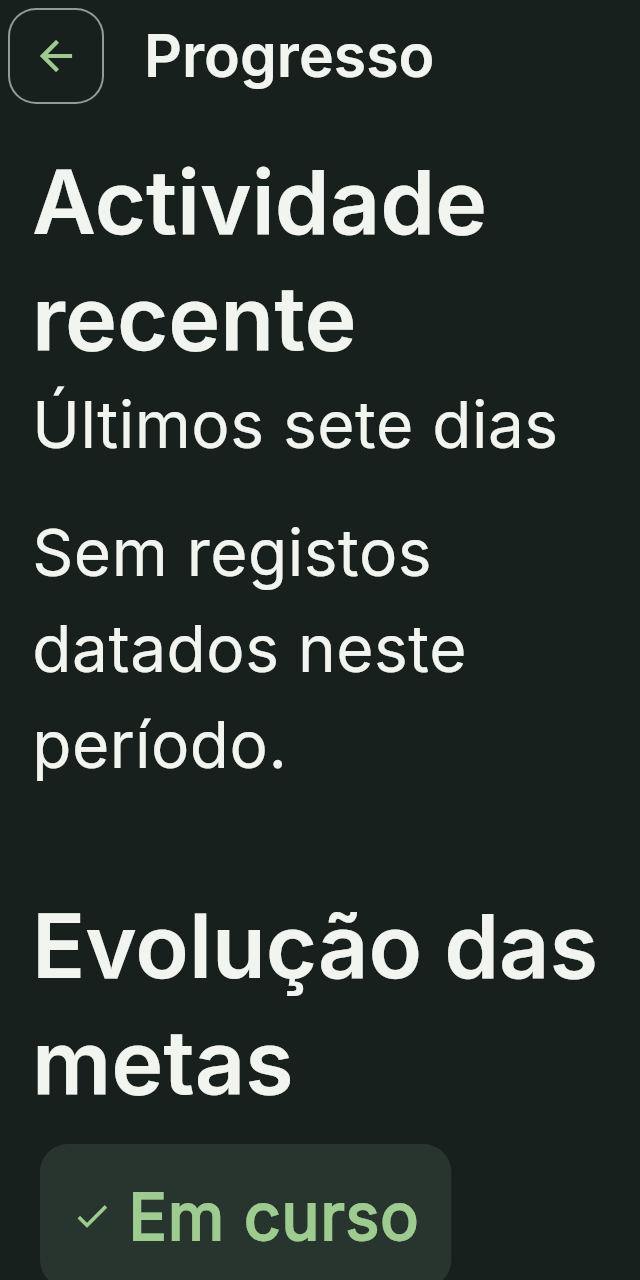 Progresso
Actividade
recente
Últimos sete dias
Sem registos
datados neste
período.
Evolução das
metas
Em curso